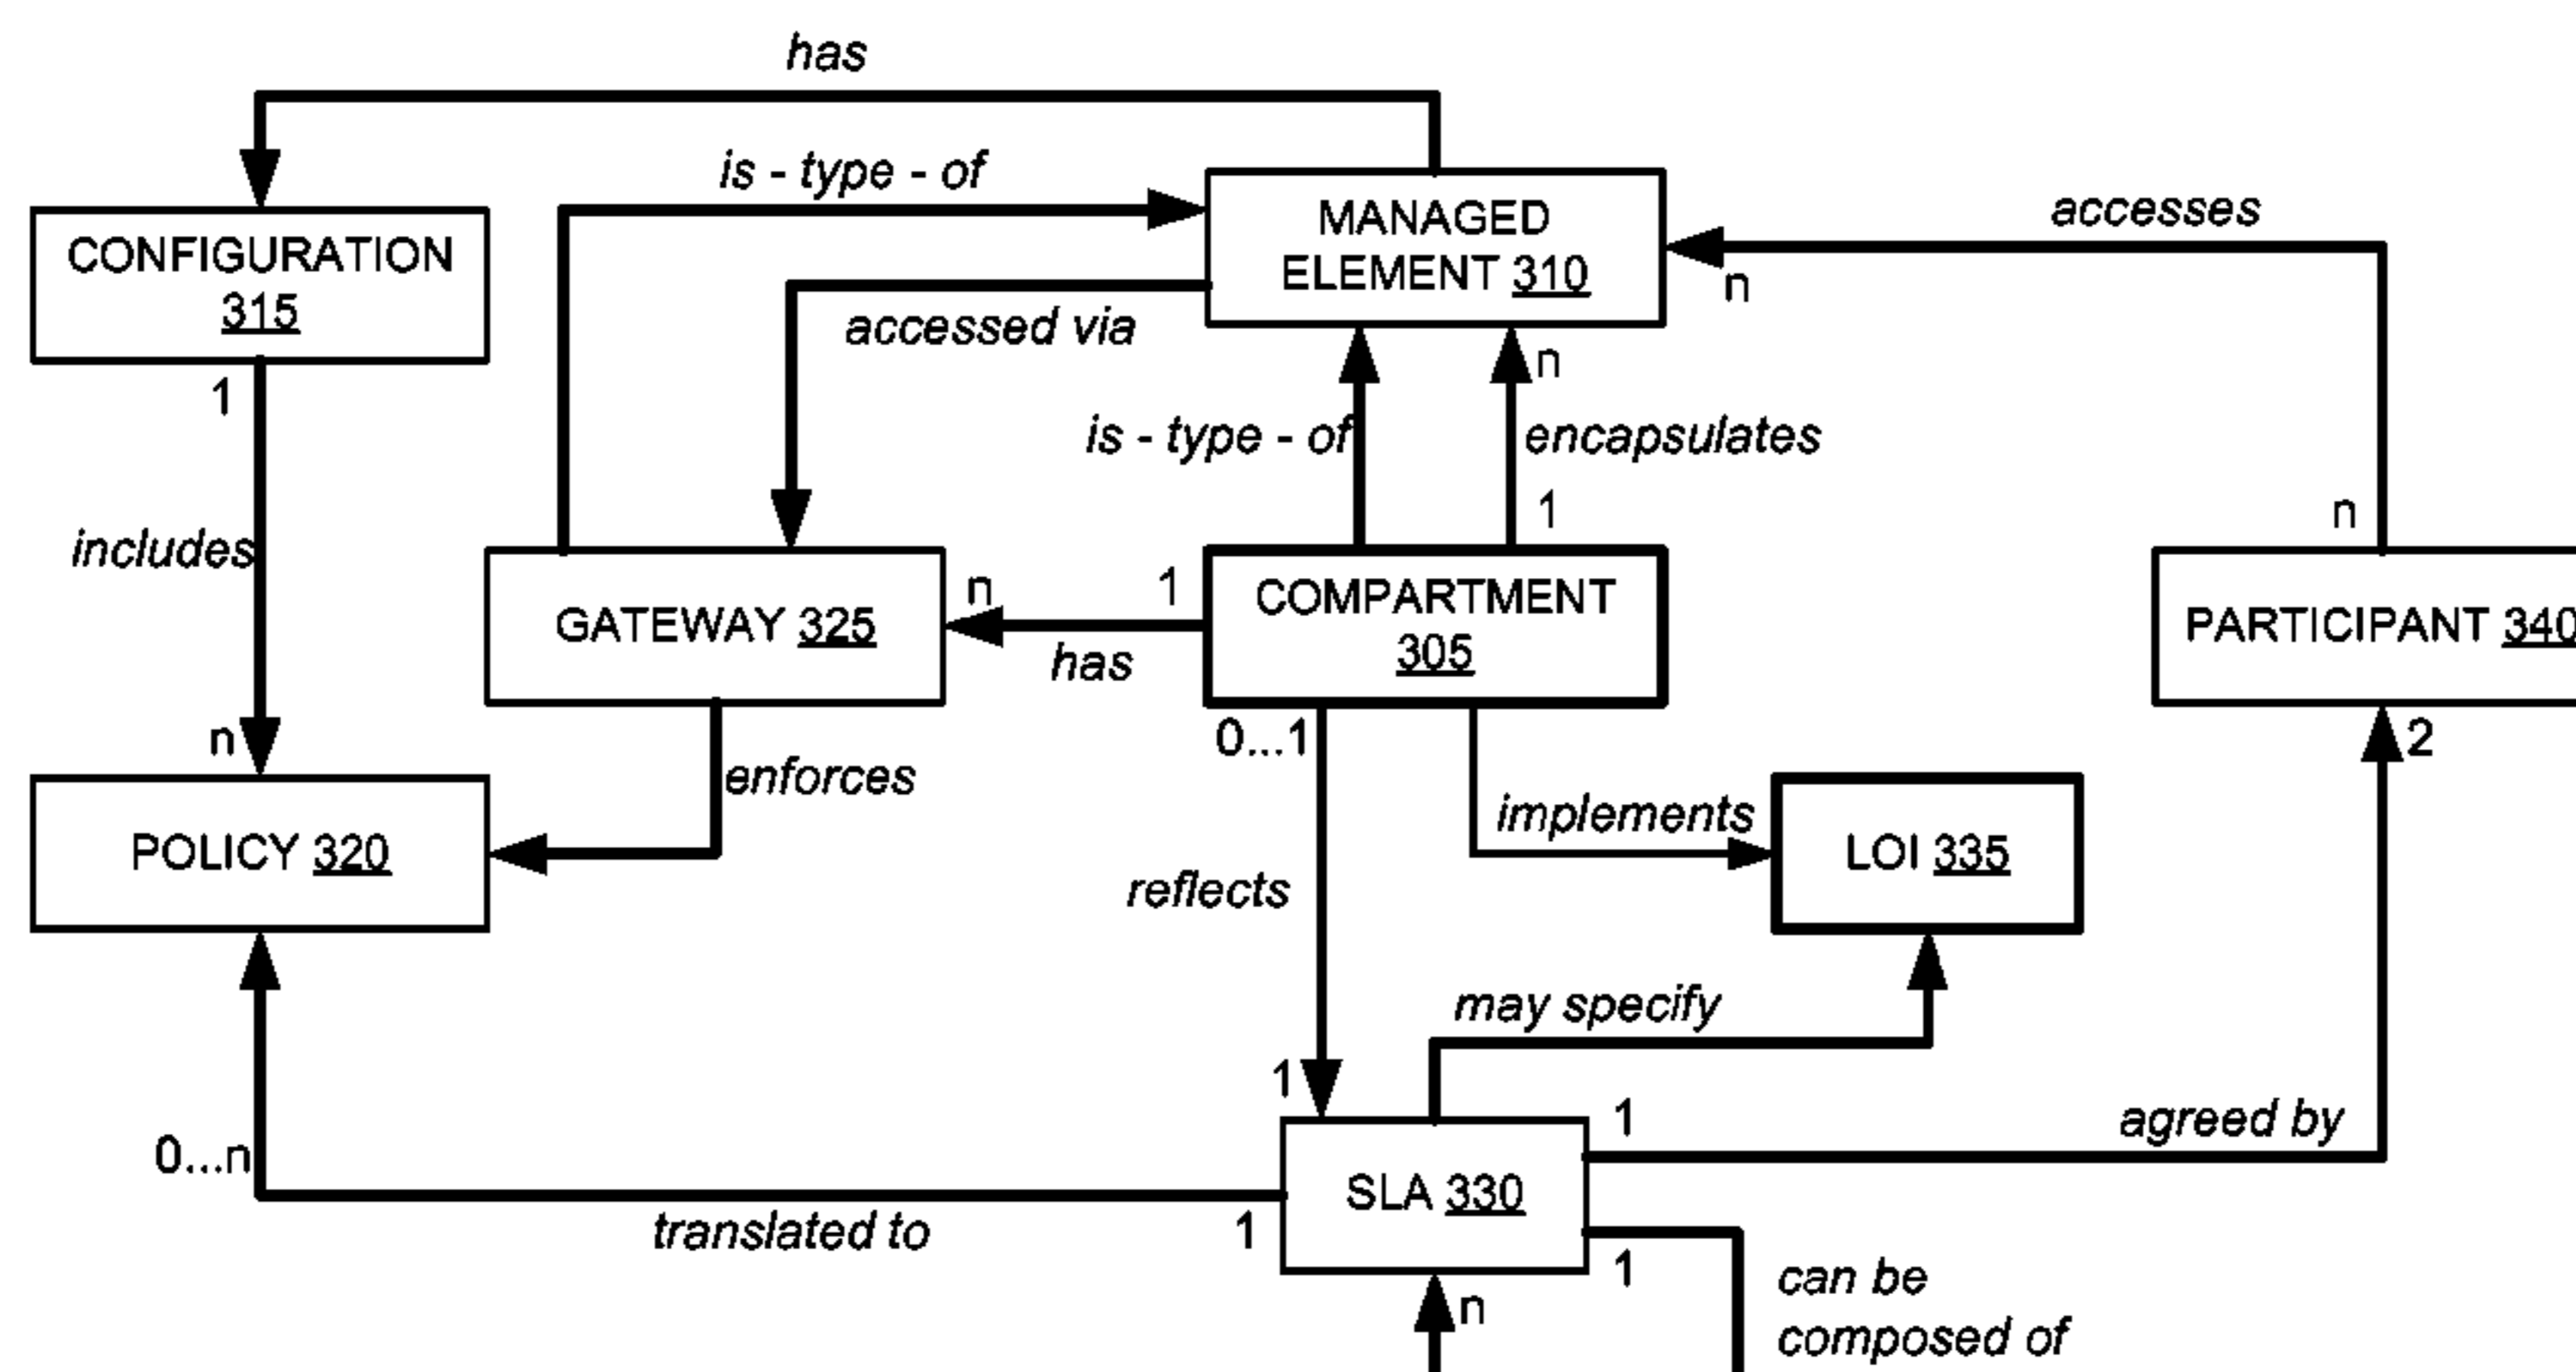 has
is - type - of
MANAGED
ELEMENT 310
accesses
n
CONFIGURATION
315
accessed via
1
n
is - type - of
encapsulates
1
n
includes
GATEWAY 325
n
1
has
COMPARTMENT
305
PARTICIPANT 340
n
0...1
2
enforces
implements
POLICY 320
LOI 335
reflects
may specify
1
1
agreed by
0...n
SLA 330
translated to
1
1
n
can be
composed of